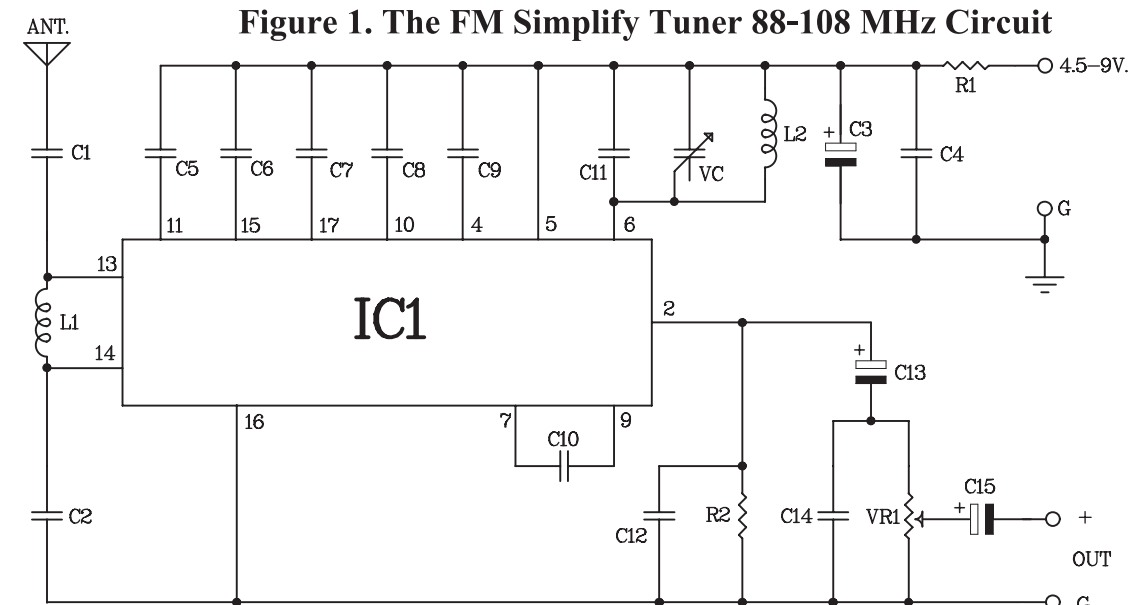 Figure 1. The FM Simplify Tuner 88-108 MHz Circuit
ANT.
4.5-9V.
R1
C1
C5
C6
C7
C8
C9
C11
VC
L2
+
C3
C4
G
11
15
17
10
4
5
6
13
L1
14
IC1
2
+
C13
16
7
9
C10
C2
C12
R2
C14
VR1
+
C15
+
OUT
G